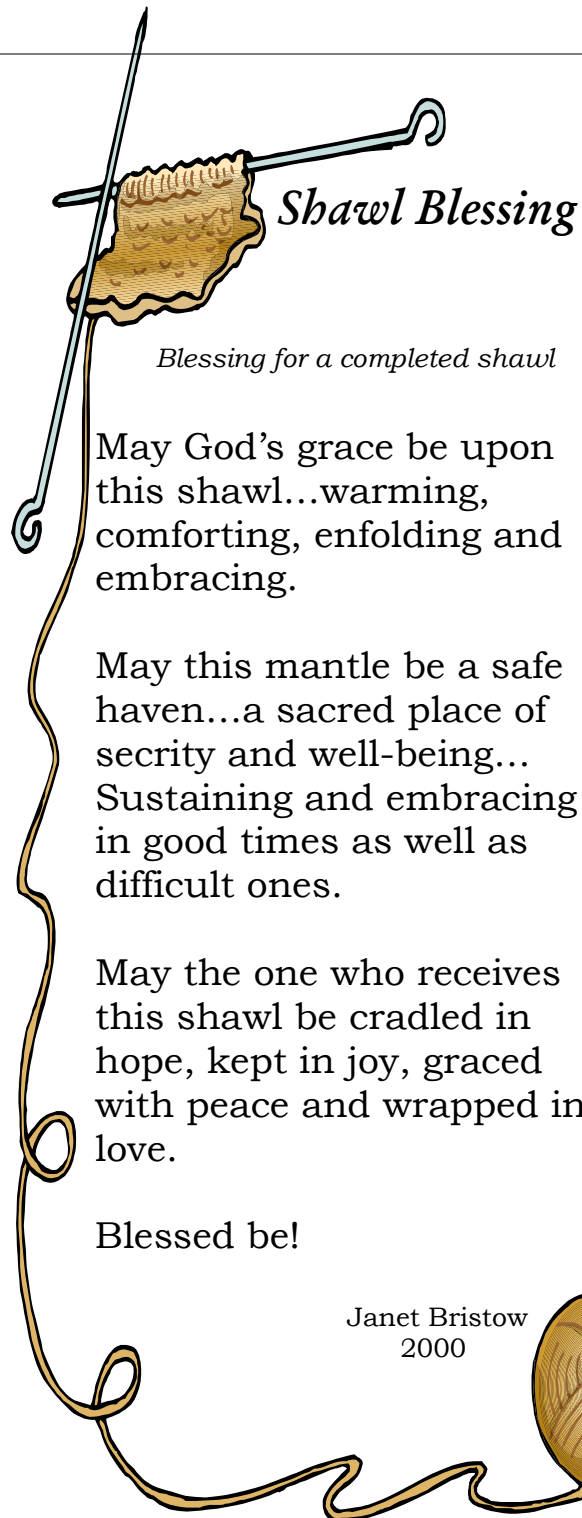 Shawl Blessing
Blessing for a completed shawl
May God’s grace be upon
this shawl…warming,
comforting, enfolding and
embracing.
May this mantle be a safe
haven…a sacred place of
secrity and well-being…
Sustaining and embracing
in good times as well as
difficult ones.
May the one who receives
this shawl be cradled in
hope, kept in joy, graced
with peace and wrapped in
love.
Blessed be!
Janet Bristow
2000